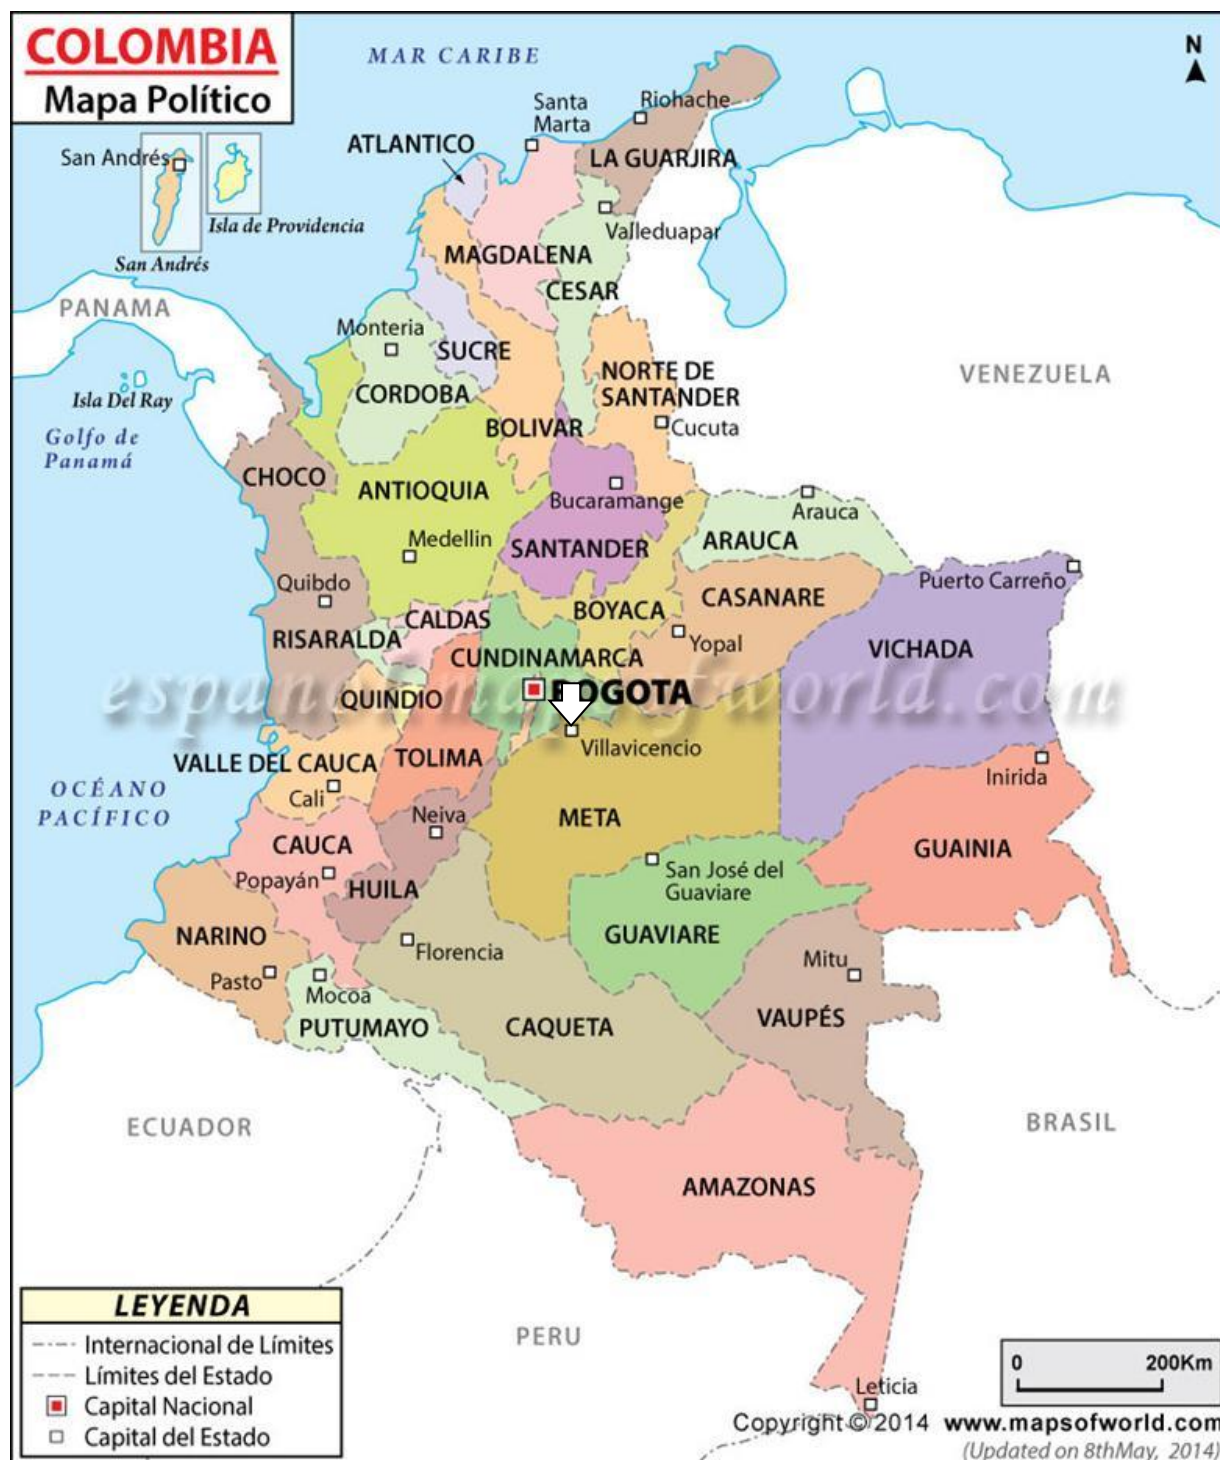 COLOMBIA
Mapa Político
MAR CARIBE
N
Santa
Marta
Riohache
ATLANTICO
LA GUARJIRA
San Andrés
Isla de Providencia
San Andrés
Valleduapar
MAGDALENA
CESAR
PANAMA
Monteria
SUCRE
NORTE DE
SANTANDER
VENEZUELA
Isla Del Ray
CORDOBA
Golfo de
Panamá
BOLIVAR
Cucuta
CHOCO
ANTIOQUIA
Bucaramange
Arauca
Medellin
SANTANDER
ARAUCA
Quibdo
Puerto Carreño
CALDAS
BOYACA
CASANARE
RISARALDA
Yopal
VICHADA
CUNDINAMARCA
QUINDIO
BOGOTA
espanol.mapsofworld.com
Villavicencio
VALLE DEL CAUCA
TOLIMA
Inirida
OCÉANO
PACÍFICO
Cali
Neiva
META
CAUCA
GUAINIA
Popayán
HUILA
San José del
Guaviare
NARINO
GUAVIARE
Florencia
Mitu
Pasto
Mocoa
PUTUMAYO
CAQUETA
VAUPÉS
ECUADOR
BRASIL
AMAZONAS
PERU
LEYENDA
Internacional de Límites
Límites del Estado
Capital Nacional
Capital del Estado
0 200Km
Leticia
Copyright © 2014 www.mapsofworld.com
(Updated on 8thMay, 2014)